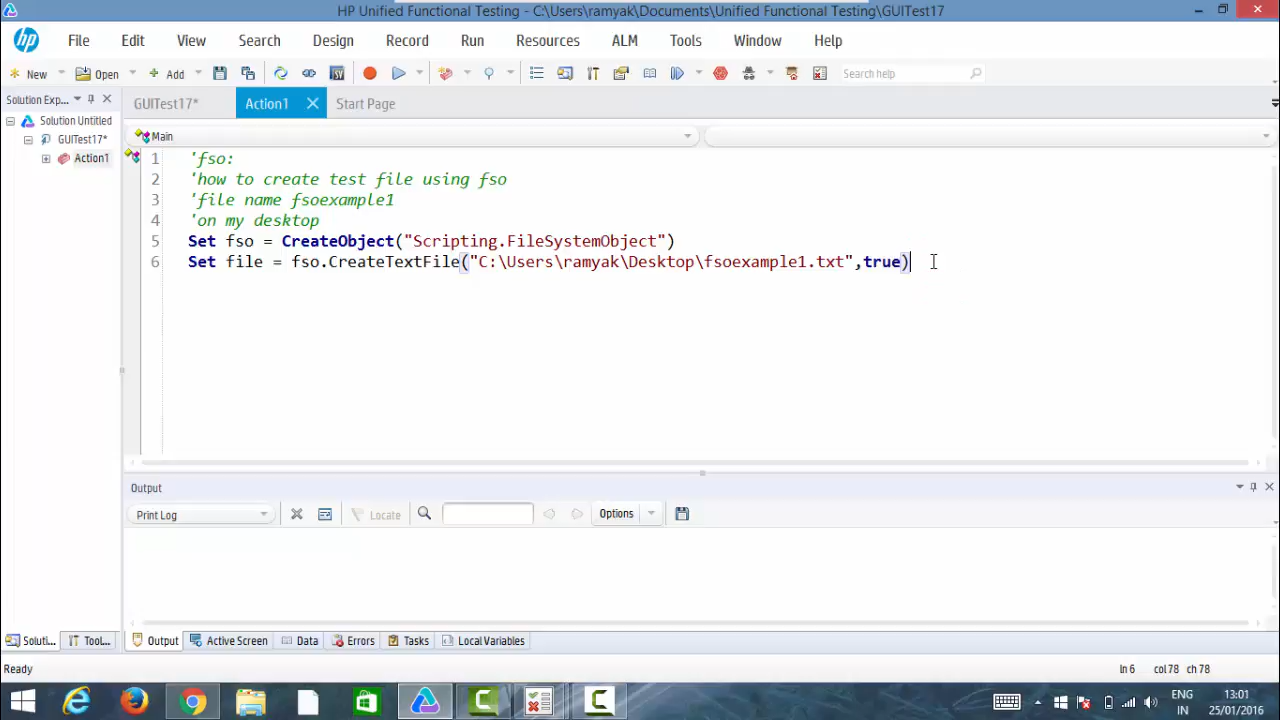 HP Unified Functional Testing - C:\Users\ramyak\Documents\Unified Functional Testing\GUITest17
hp File Edit View Search Design Record Run Resources ALM Tools Window Help
New Open Add Search help
Solution Exp... GUITest17* Action1 Start Page
Solution Untitled
GUITest17*
Action1
Main
1 'fso:
2 'how to create test file using fso
3 'file name fsoexample1
4 'on my desktop
5 Set fso = CreateObject("Scripting.FileSystemObject")
6 Set file = fso.CreateTextFile("C:\Users\ramyak\Desktop\fsoexample1.txt",true)
Output
Print Log Locate Options
Soluti... Tool... Output Active Screen Data Errors Tasks Local Variables
Ready ln 6 col 78 ch 78
ENG 13:01
IN 25/01/2016